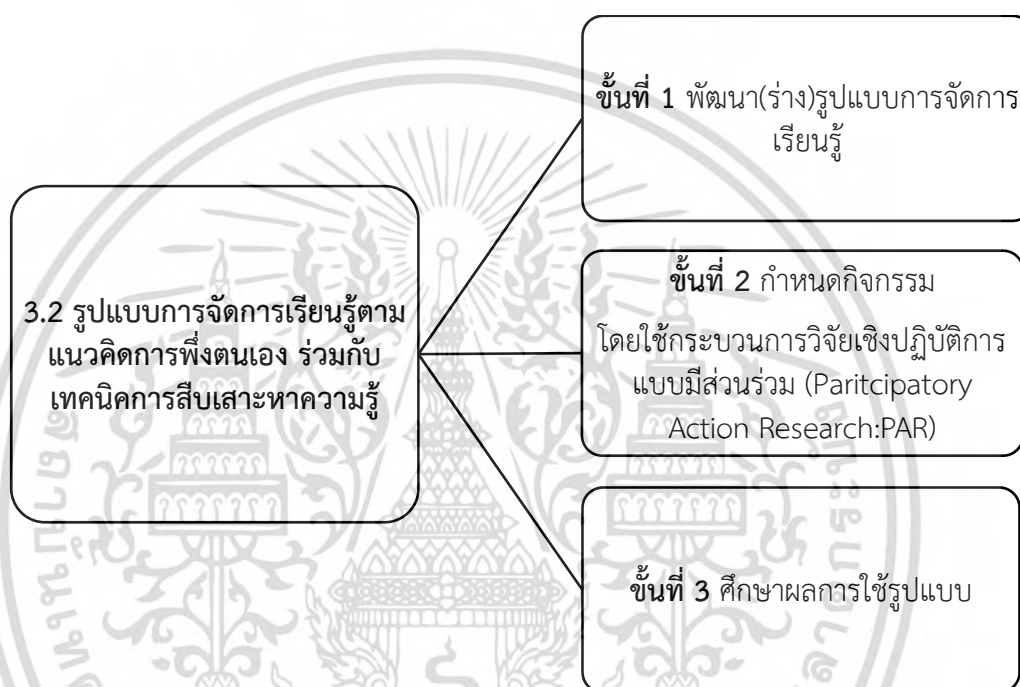 3.2 รูปแบบการจัดการเรียนรู้ตาม
แนวคิดการพึ่งตนเอง ร่วมกับ
เทคนิคการสืบเสาะหาความรู้
ขั้นที่ 1 พัฒนา(ร่าง)รูปแบบการจัดการ
เรียนรู้
ขั้นที่ 2 กำหนดกิจกรรม
โดยใช้กระบวนการวิจัยเชิงปฏิบัติการ
แบบมีส่วนร่วม (Paritcipatory
Action Research:PAR)
ขั้นที่ 3 ศึกษาผลการใช้รูปแบบ